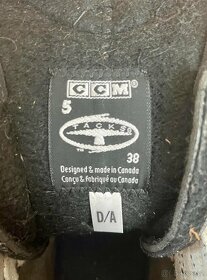 CCM
5
TACKS
38
Designed & made in Canada
Conçu & fabriqué au Canada
D/A